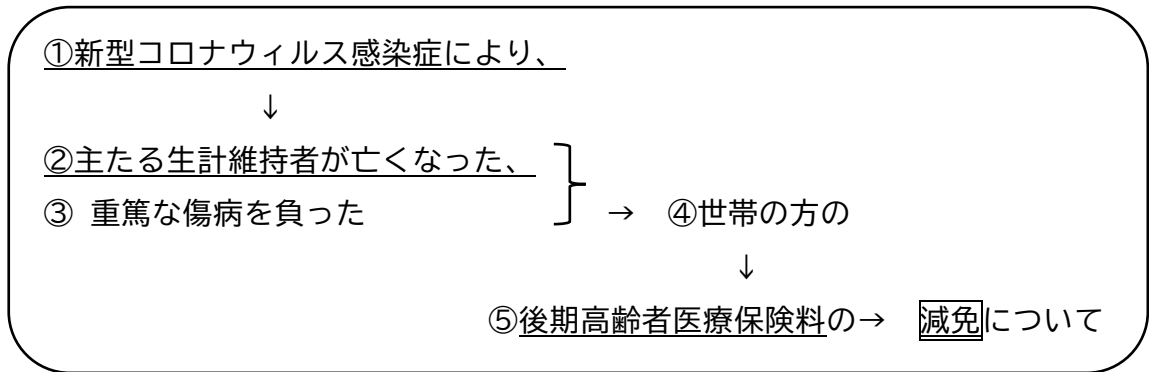 ①新型コロナウィルス感染症により、
↓
②主たる生計維持者が亡くなった、
③ 重篤な傷病を負った → ④世帯の方の
↓
⑤後期高齢者医療保険料の→ 減免について